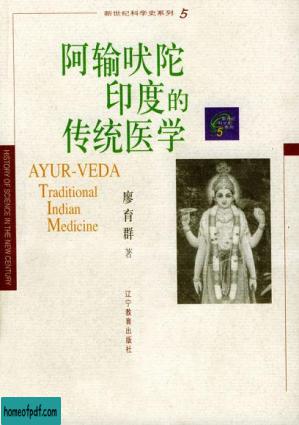 新世纪科学史系列 5
阿输吠陀
印度的
传统医学
AYUR-VEDA
Traditional
Indian
Medicine
廖育群 著
辽宁教育出版社
HISTORY OF SCIENCE IN THE NEW CENTURY
5
homeofpdf.com